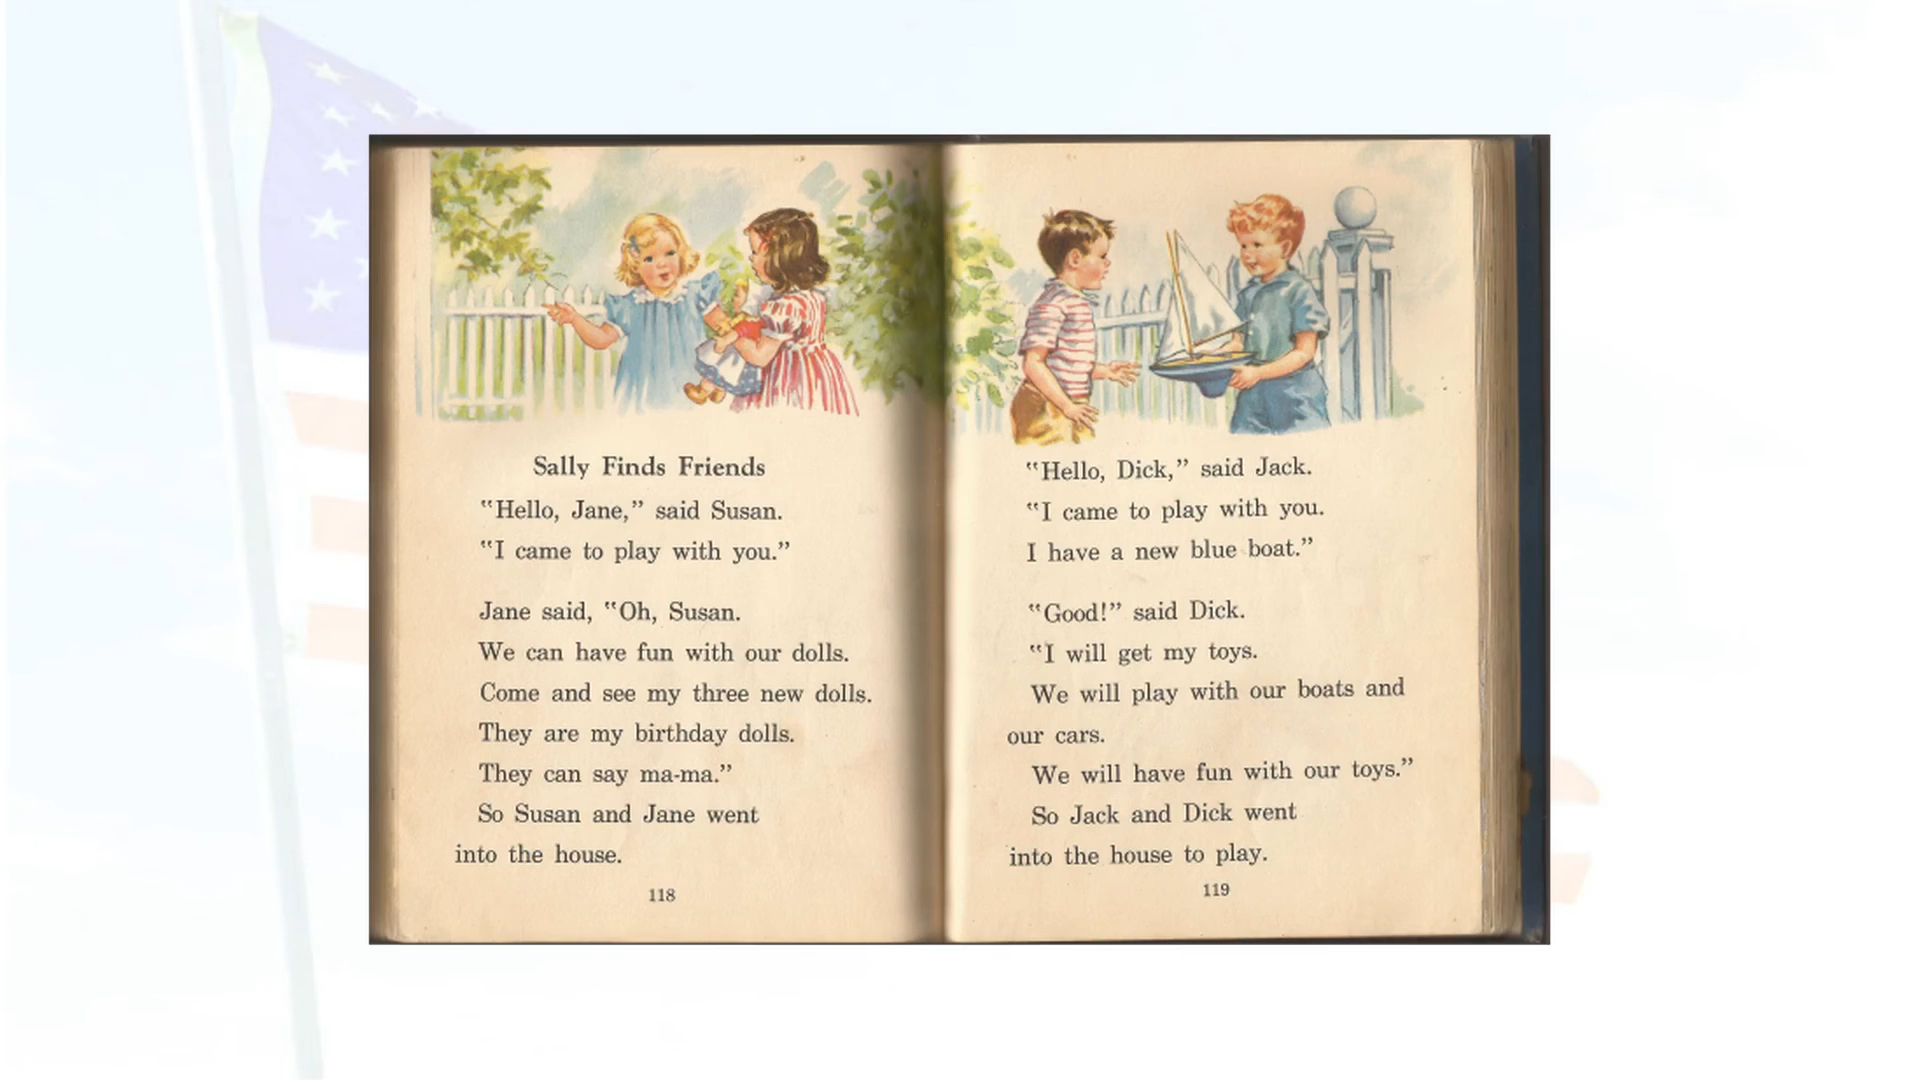 Sally Finds Friends
"Hello, Jane," said Susan.
"I came to play with you."
Jane said, "Oh, Susan.
We can have fun with our dolls.
Come and see my three new dolls.
They are my birthday dolls.
They can say ma-ma."
So Susan and Jane went
into the house.
118
"Hello, Dick," said Jack.
"I came to play with you.
I have a new blue boat."
"Good!" said Dick.
"I will get my toys.
We will play with our boats and
our cars.
We will have fun with our toys."
So Jack and Dick went
into the house to play.
119